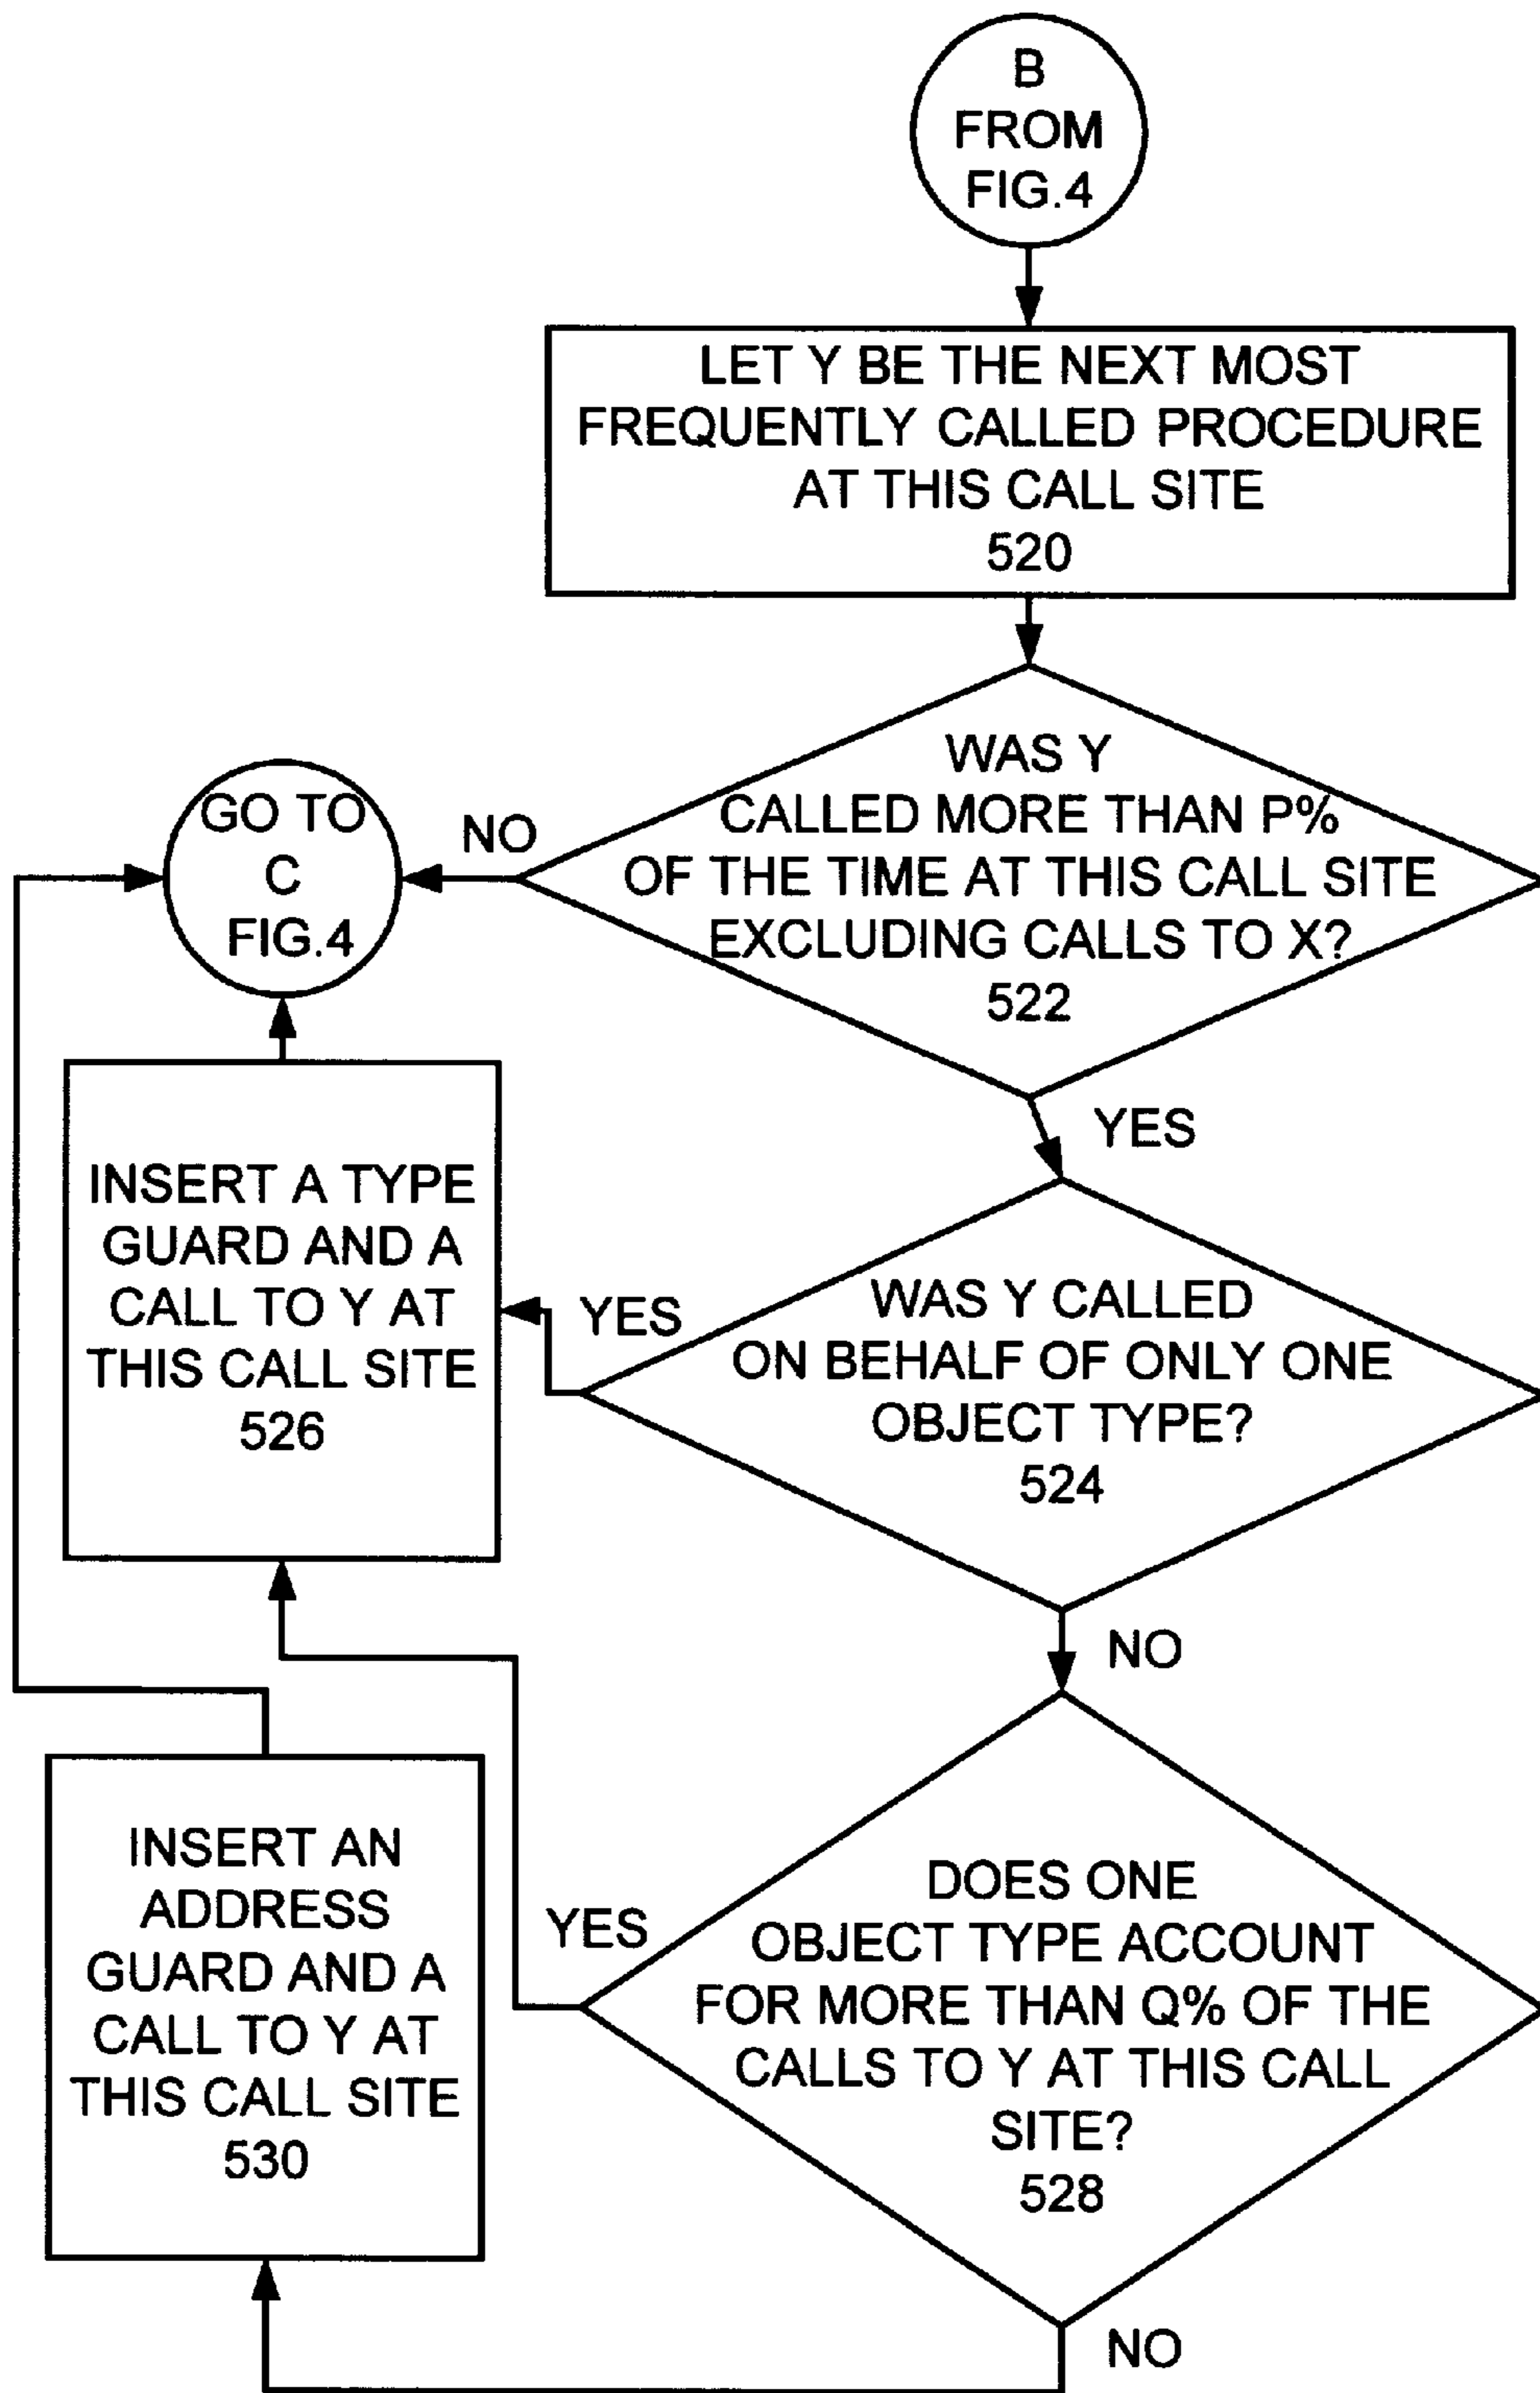 B
FROM
FIG.4
LET Y BE THE NEXT MOST
FREQUENTLY CALLED PROCEDURE
AT THIS CALL SITE
520
WAS Y
CALLED MORE THAN P%
OF THE TIME AT THIS CALL SITE
EXCLUDING CALLS TO X?
522
NO
GO TO
C
FIG.4
YES
WAS Y CALLED
ON BEHALF OF ONLY ONE
OBJECT TYPE?
524
YES
INSERT A TYPE
GUARD AND A
CALL TO Y AT
THIS CALL SITE
526
NO
DOES ONE
OBJECT TYPE ACCOUNT
FOR MORE THAN Q% OF THE
CALLS TO Y AT THIS CALL
SITE?
528
YES
INSERT AN
ADDRESS
GUARD AND A
CALL TO Y AT
THIS CALL SITE
530
NO